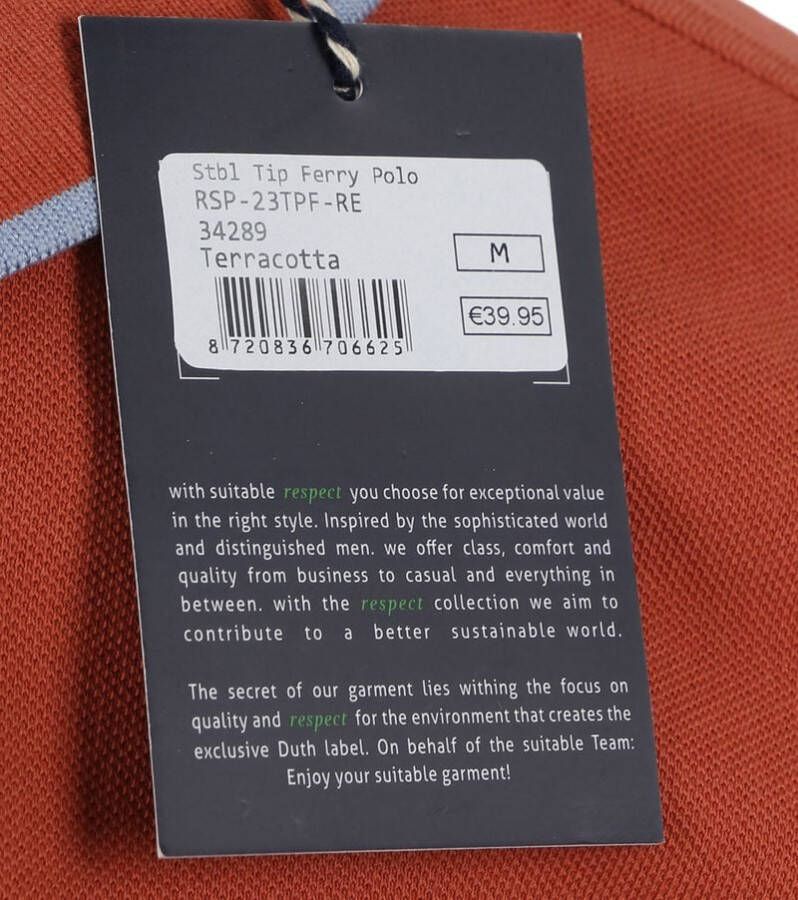 Stbl Tip Ferry Polo
RSP-23TPF-RE
34289
Terracotta
M
€39.95
8 720836 706625
with suitable respect you choose for exceptional value
in the right style. Inspired by the sophisticated world
and distinguished men. we offer class, comfort and
quality from business to casual and everything in
between. with the respect collection we aim to
contribute to a better sustainable world.
The secret of our garment lies withing the focus on
quality and respect for the environment that creates the
exclusive Duth label. On behalf of the suitable Team:
Enjoy your suitable garment!